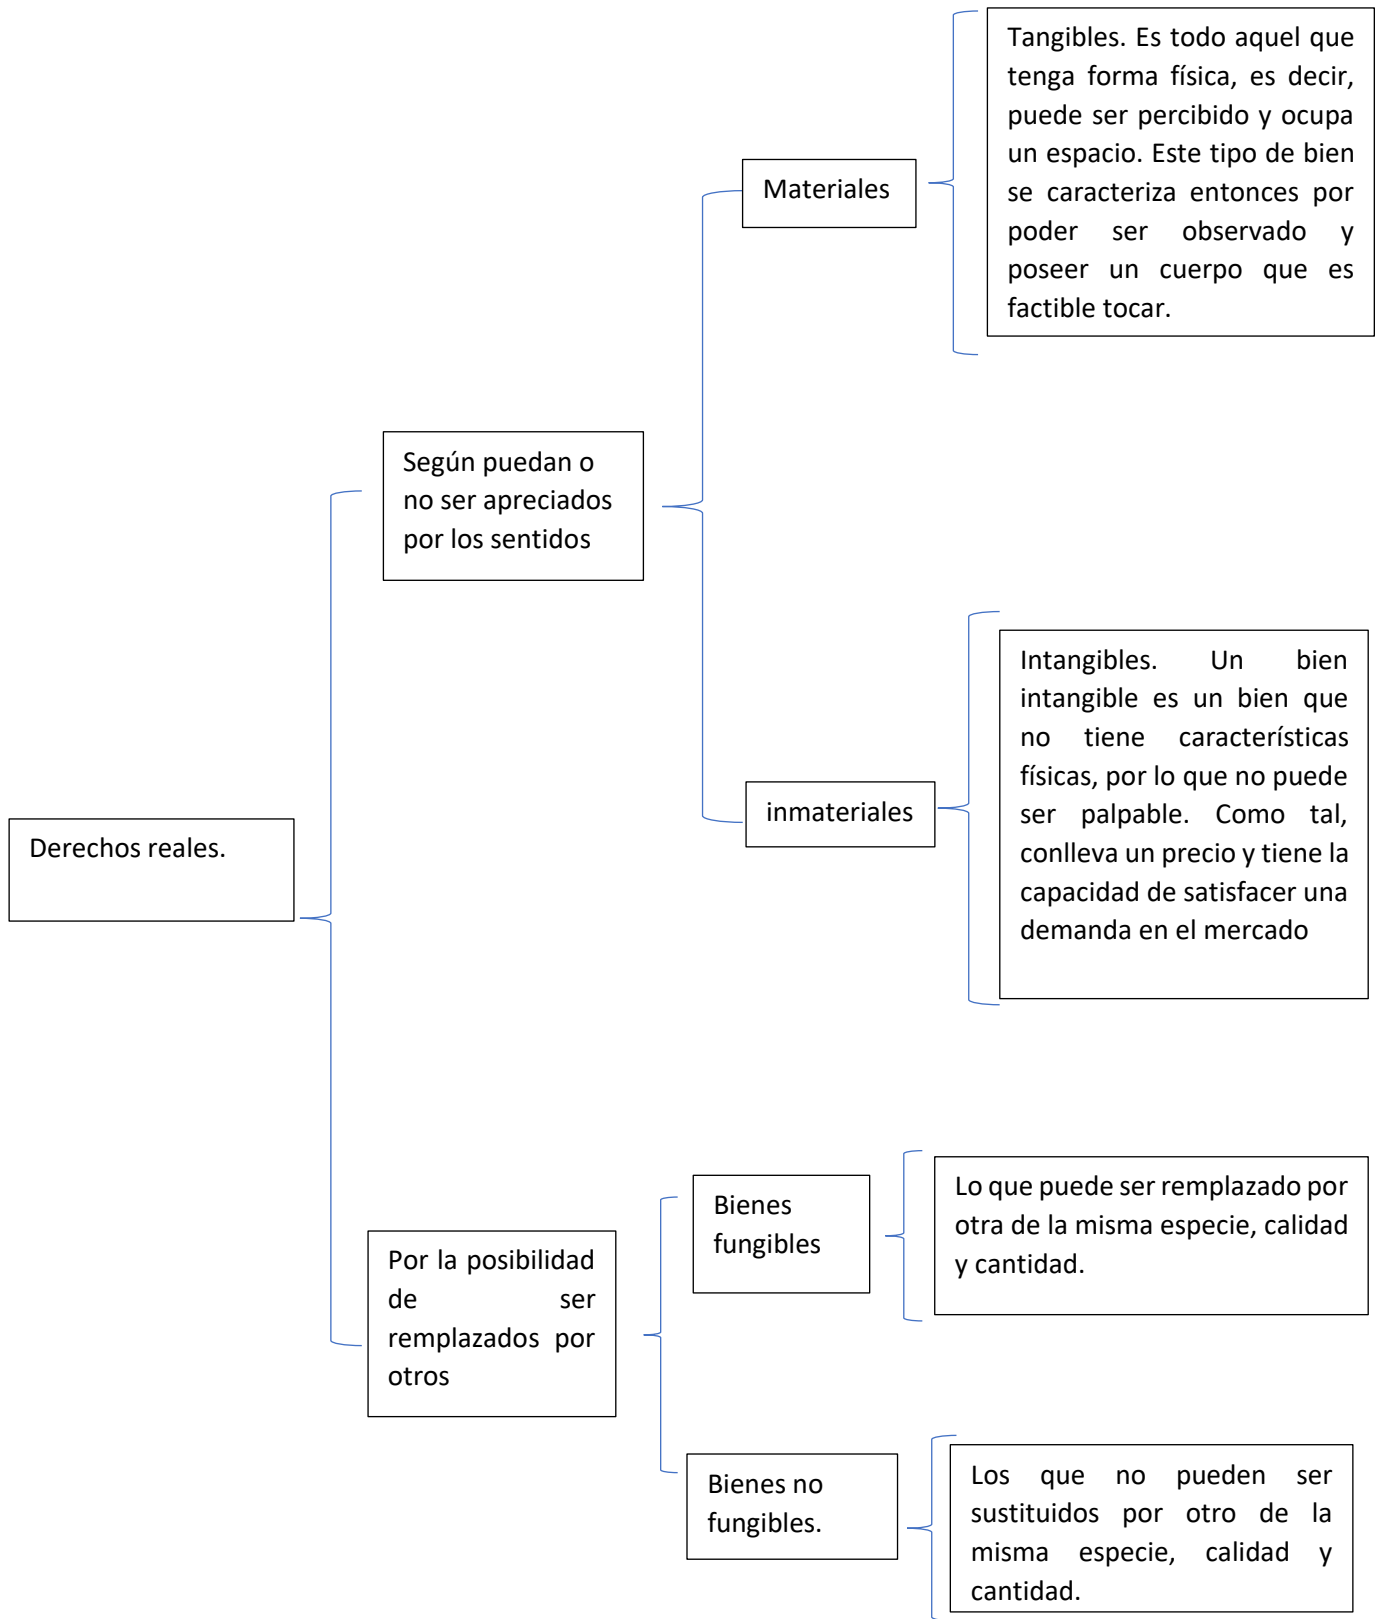 Derechos reales.
Según puedan o
no ser apreciados
por los sentidos
Materiales
Tangibles. Es todo aquel que
tenga forma física, es decir,
puede ser percibido y ocupa
un espacio. Este tipo de bien
se caracteriza entonces por
poder ser observado y
poseer un cuerpo que es
factible tocar.
inmateriales
Intangibles. Un bien
intangible es un bien que
no tiene características
físicas, por lo que no puede
ser palpable. Como tal,
conlleva un precio y tiene la
capacidad de satisfacer una
demanda en el mercado
Por la posibilidad
de ser
remplazados por
otros
Bienes
fungibles
Lo que puede ser remplazado por
otra de la misma especie, calidad
y cantidad.
Bienes no
fungibles.
Los que no pueden ser
sustituidos por otro de la
misma especie, calidad y
cantidad.